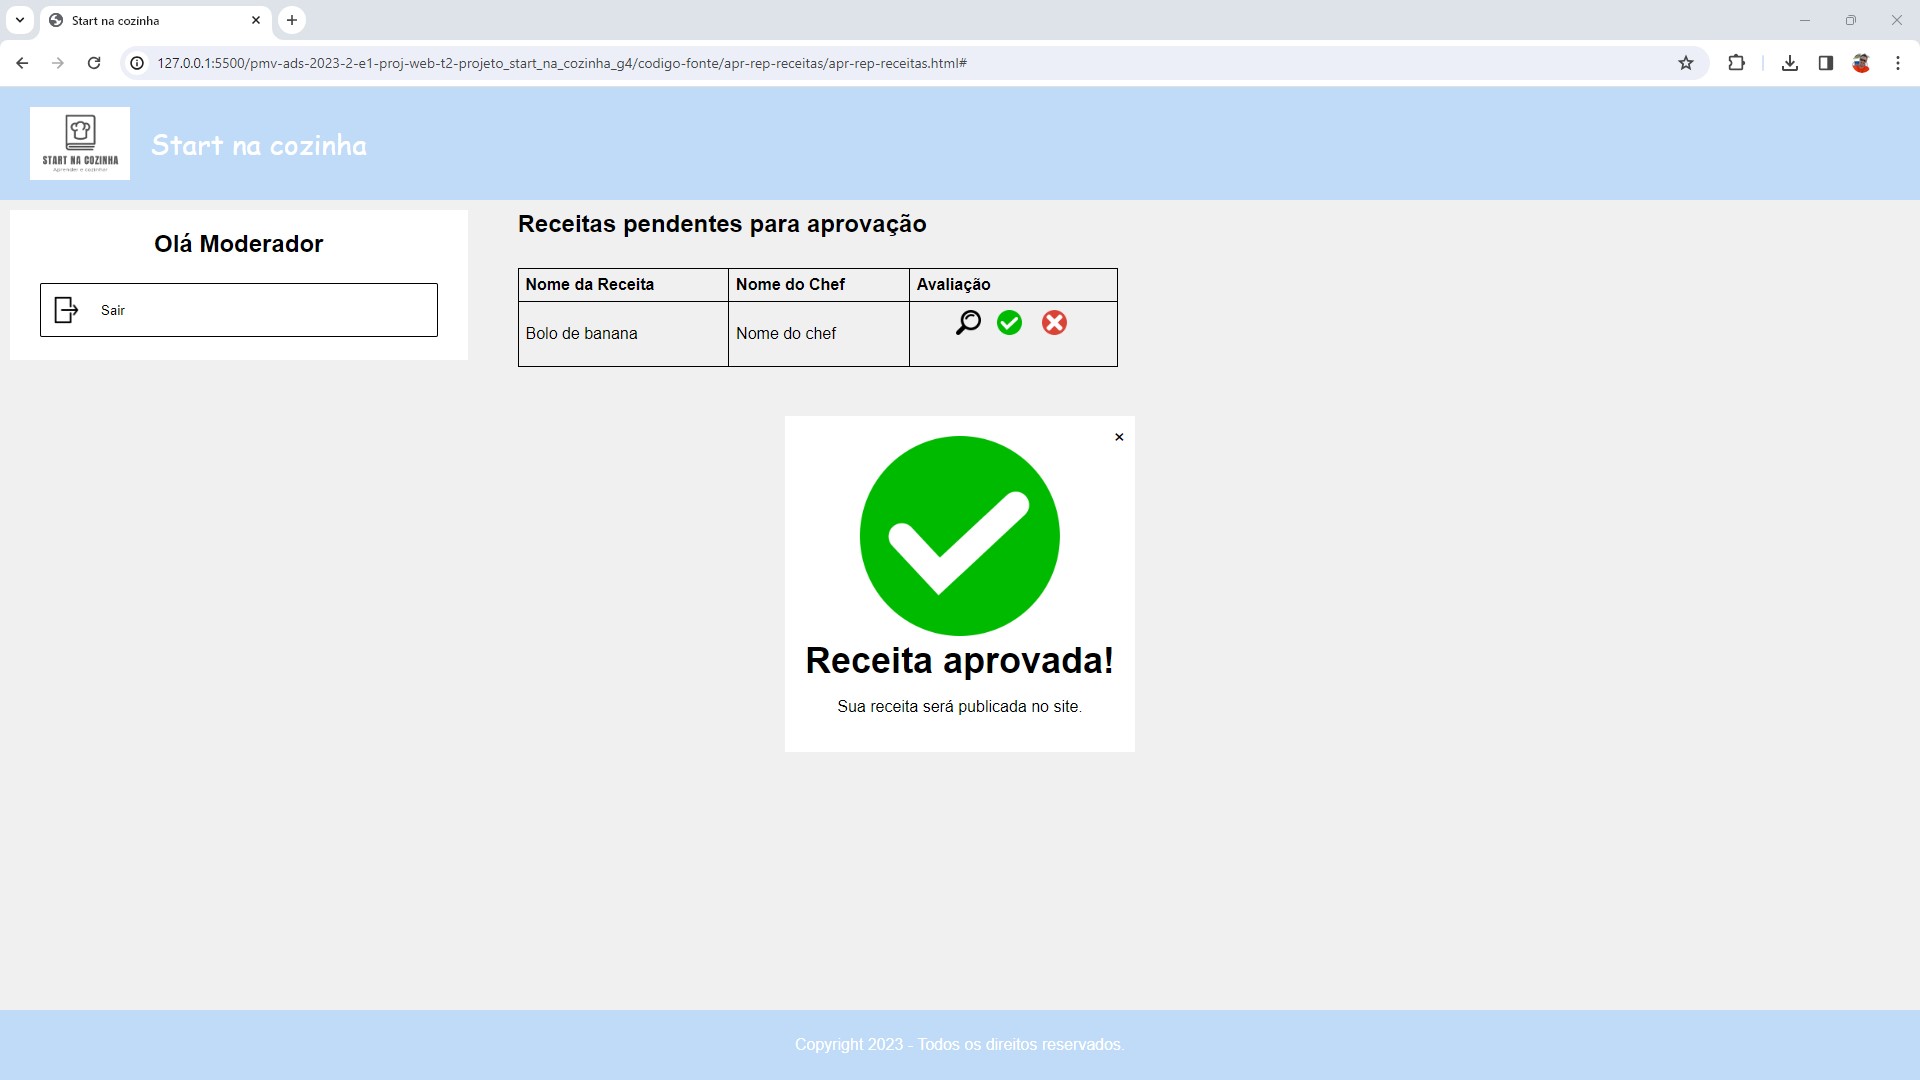 Start na cozinha
127.0.0.1:5500/pmv-ads-2023-2-e1-proj-web-t2-projeto_start_na_cozinha_g4/codigo-fonte/apr-rep-receitas/apr-rep-receitas.html#
START NA COZINHA
Aprender e cozinhar
Start na cozinha
Olá Moderador
Sair
Receitas pendentes para aprovação
Nome da Receita Nome do Chef Avaliação
Bolo de banana Nome do chef
×
Receita aprovada!
Sua receita será publicada no site.
Copyright 2023 - Todos os direitos reservados.